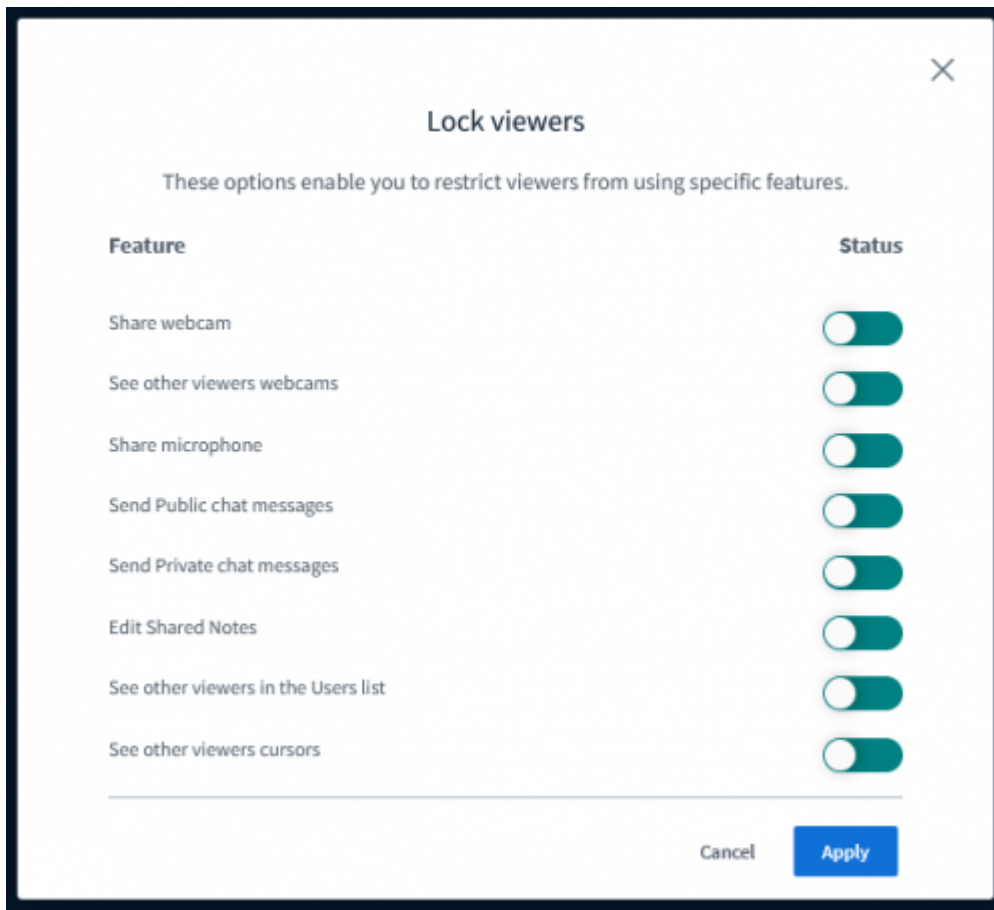 Lock viewers
These options enable you to restrict viewers from using specific features.
Feature Status
Share webcam
See other viewers webcams
Share microphone
Send Public chat messages
Send Private chat messages
Edit Shared Notes
See other viewers in the Users list
See other viewers cursors
Cancel Apply